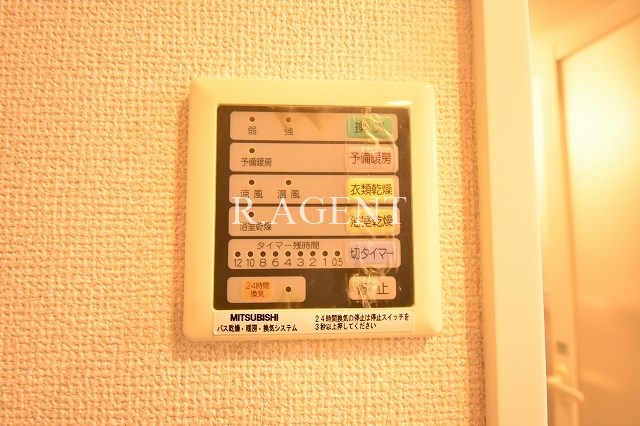 弱 強 換気
予備暖房 予備暖房
涼風 温風 衣類乾燥
R.AGENT
浴室乾燥 浴室乾燥
タイマー残時間
12 10 8 6 4 3 2 1 0.5 切タイマー
24時間
換気 停止
MITSUBISHI
バス乾燥・暖房・換気システム
24時間換気の停止は停止スイッチを
3秒以上押してください